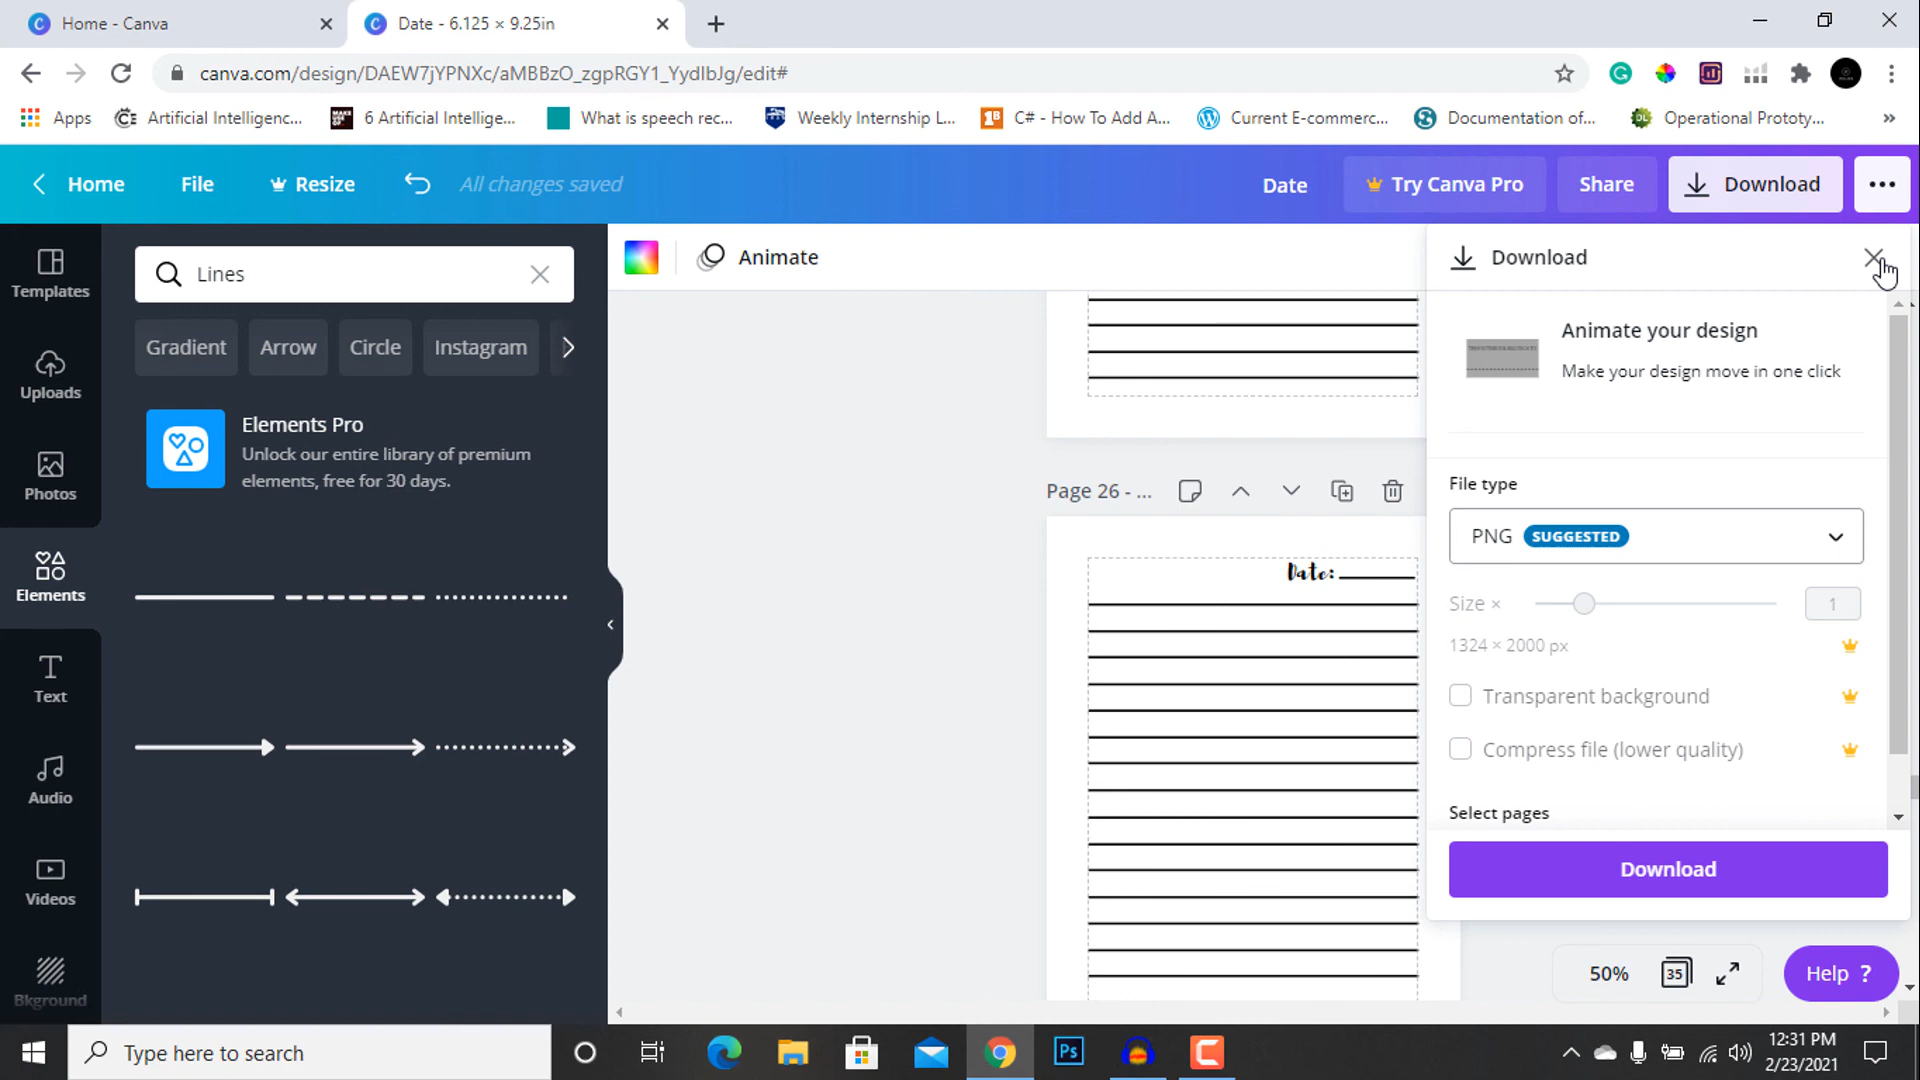 Home - Canva
Date - 6.125 × 9.25in
canva.com/design/DAEW7jYPNXc/aMBBzO_zgpRGY1_YydIbJg/edit#
Apps
Artificial Intelligenc...
6 Artificial Intellige...
What is speech rec...
Weekly Internship L...
C# - How To Add A...
Current E-commerc...
Documentation of...
Operational Prototy...
»
Home
File
Resize
All changes saved
Date
Try Canva Pro
Share
Download
Templates
Uploads
Photos
Elements
Text
Audio
Videos
Bkground
Lines
Gradient
Arrow
Circle
Instagram
Elements Pro
Unlock our entire library of premium
elements, free for 30 days.
Animate
Page 26 - ...
Date:
Download
Animate your design
Make your design move in one click
File type
PNG SUGGESTED
Size ×
1
1324 × 2000 px
Transparent background
Compress file (lower quality)
Select pages
Download
50%
35
Help ?
Type here to search
Ps
12:31 PM
2/23/2021